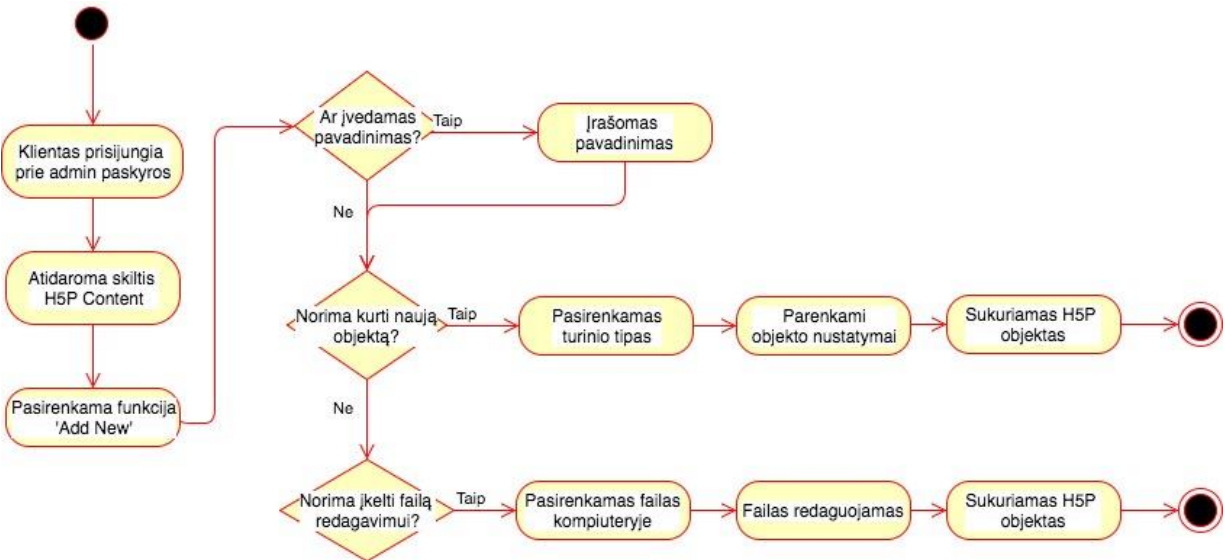 Klientas prisijungia
prie admin paskyros
Atidaroma skiltis
H5P Content
Pasirenkama funkcija
'Add New'
Ar įvedamas
pavadinimas?
Taip
Įrašomas
pavadinimas
Ne
Norima kurti naują
objektą?
Taip
Pasirenkamas
turinio tipas
Parenkami
objekto nustatymai
Sukuriamas H5P
objektas
Ne
Norima įkelti failą
redagavimui?
Taip
Pasirenkamas failas
kompiuteryje
Failas redaguojamas
Sukuriamas H5P
objektas